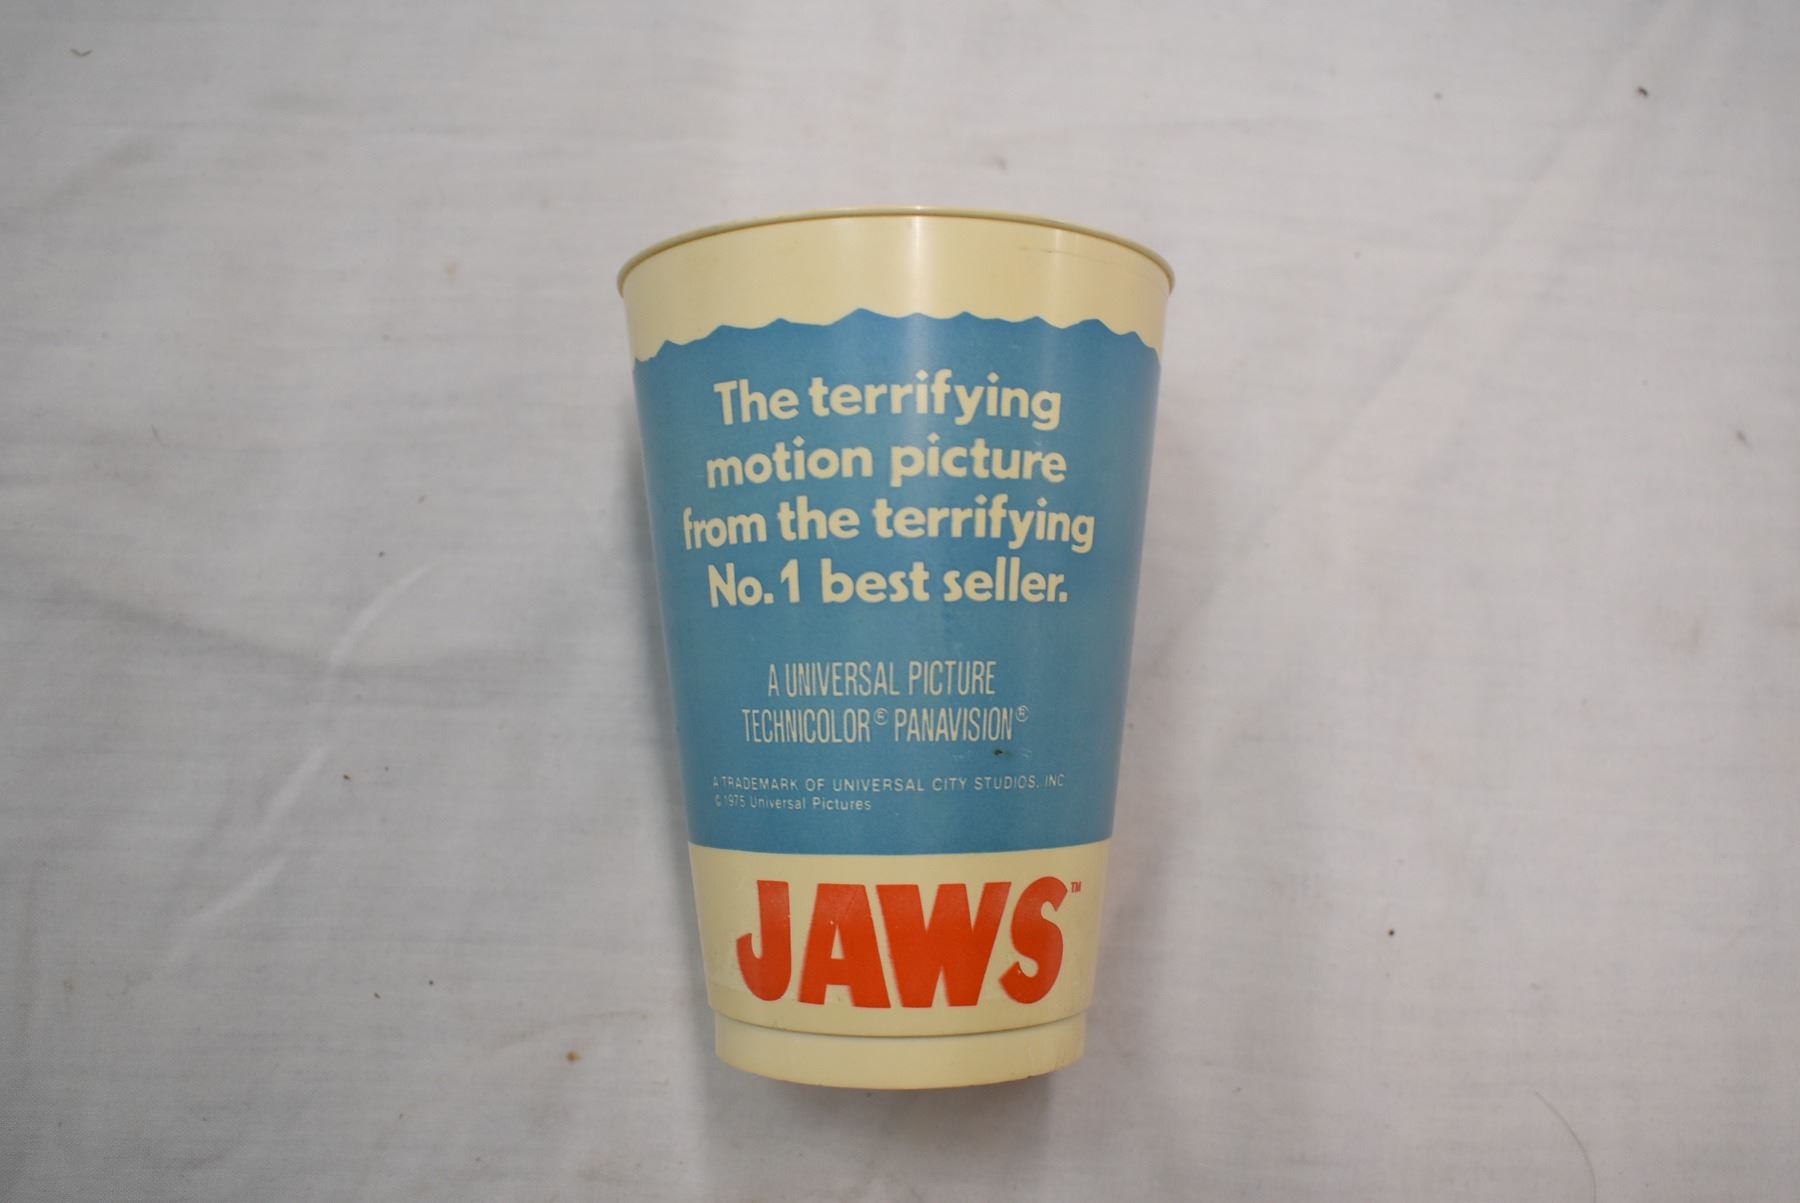 The terrifying
motion picture
from the terrifying
No. 1 best seller.
A UNIVERSAL PICTURE
TECHNICOLOR® PANAVISION®
A TRADEMARK OF UNIVERSAL CITY STUDIOS, INC
© 1975 Universal Pictures
JAWS™